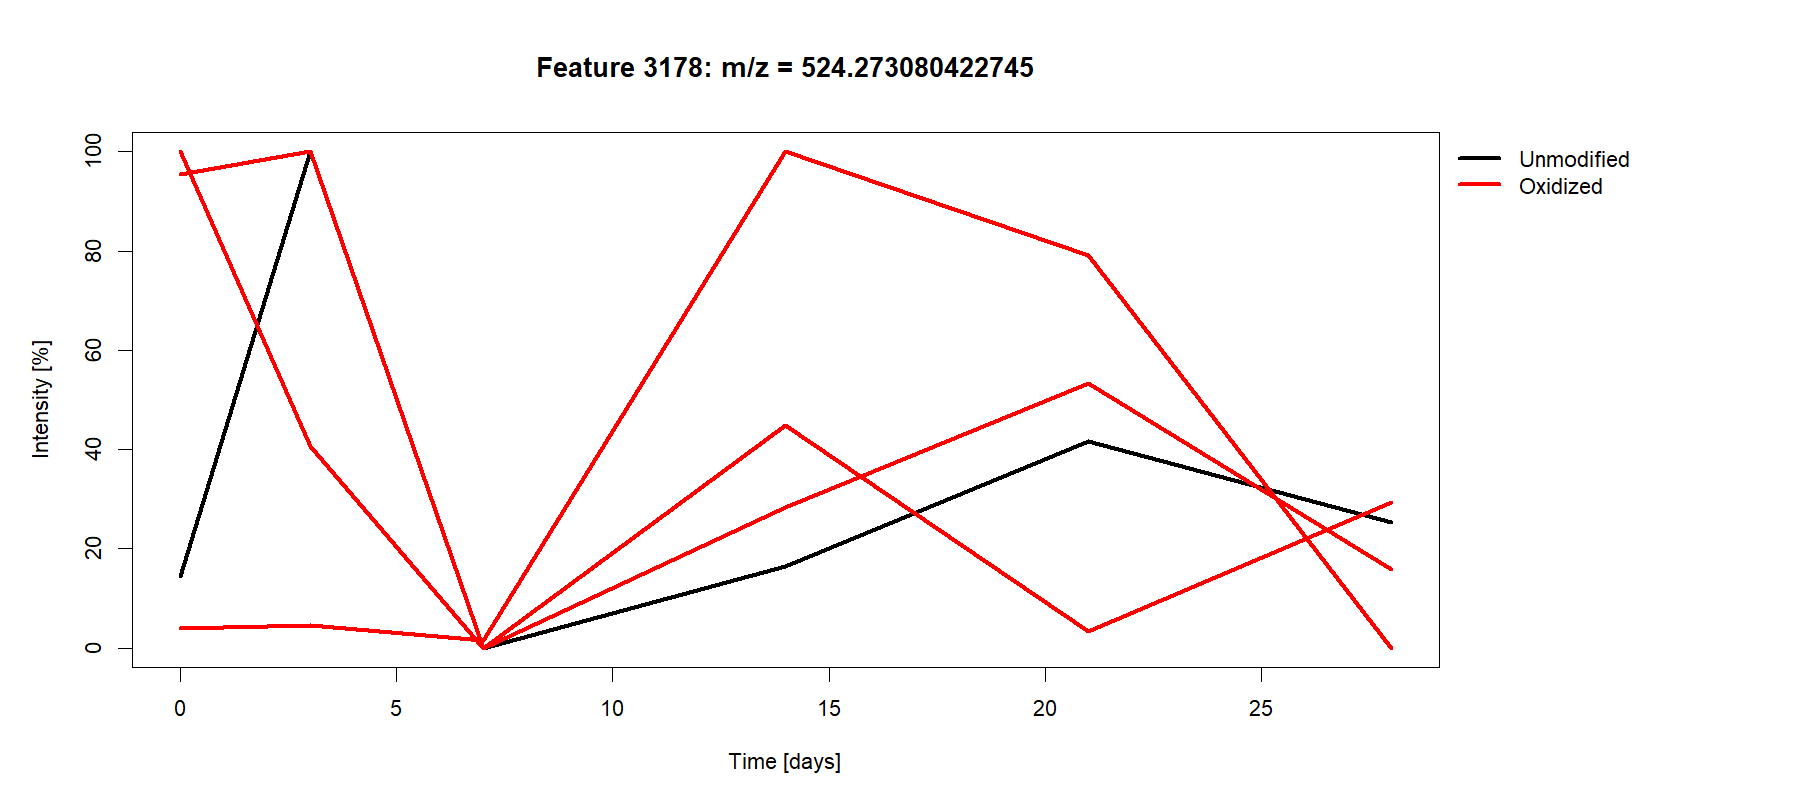 Feature 3178: m/z = 524.273080422745
Unmodified
Oxidized
100
80
60
40
20
0
Intensity [%]
0 5 10 15 20 25
Time [days]